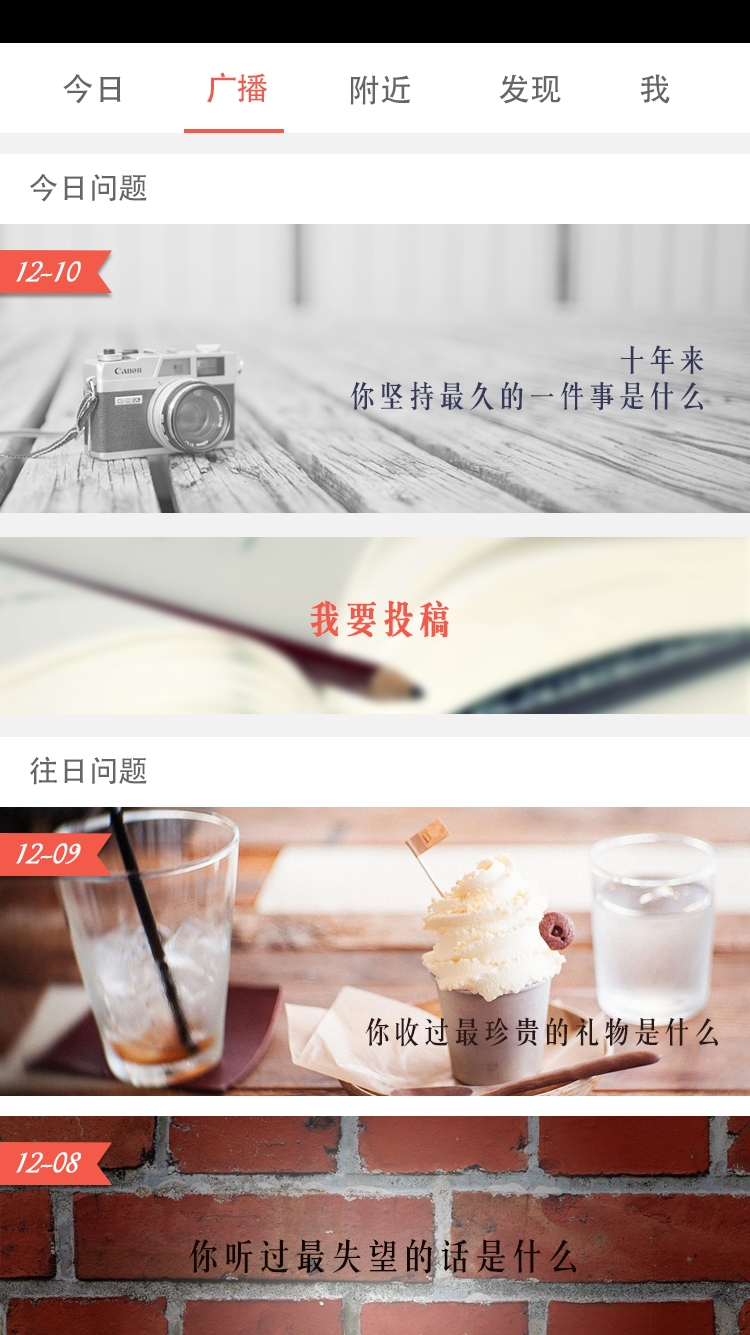 今日 广播 附近 发现 我
今日问题
12-10
Canon
十年来
你坚持最久的一件事是什么
我要投稿
往日问题
12-09
你收过最珍贵的礼物是什么
12-08
你听过最失望的话是什么